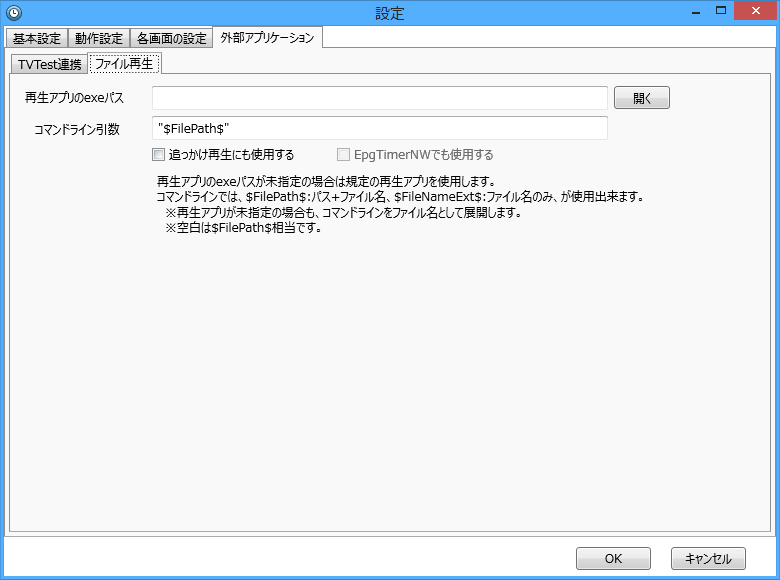 設定
基本設定 動作設定 各画面の設定 外部アプリケーション
TVTest連携 ファイル再生
再生アプリのexeパス 開く
コマンドライン引数 "$FilePath$"
追っかけ再生にも使用する EpgTimerNWでも使用する
再生アプリのexeパスが未指定の場合は規定の再生アプリを使用します。
コマンドラインでは、$FilePath$:パス+ファイル名、$FileNameExt$:ファイル名のみ、が使用出来ます。
※再生アプリが未指定の場合も、コマンドラインをファイル名として展開します。
※空白は$FilePath$相当です。
OK キャンセル